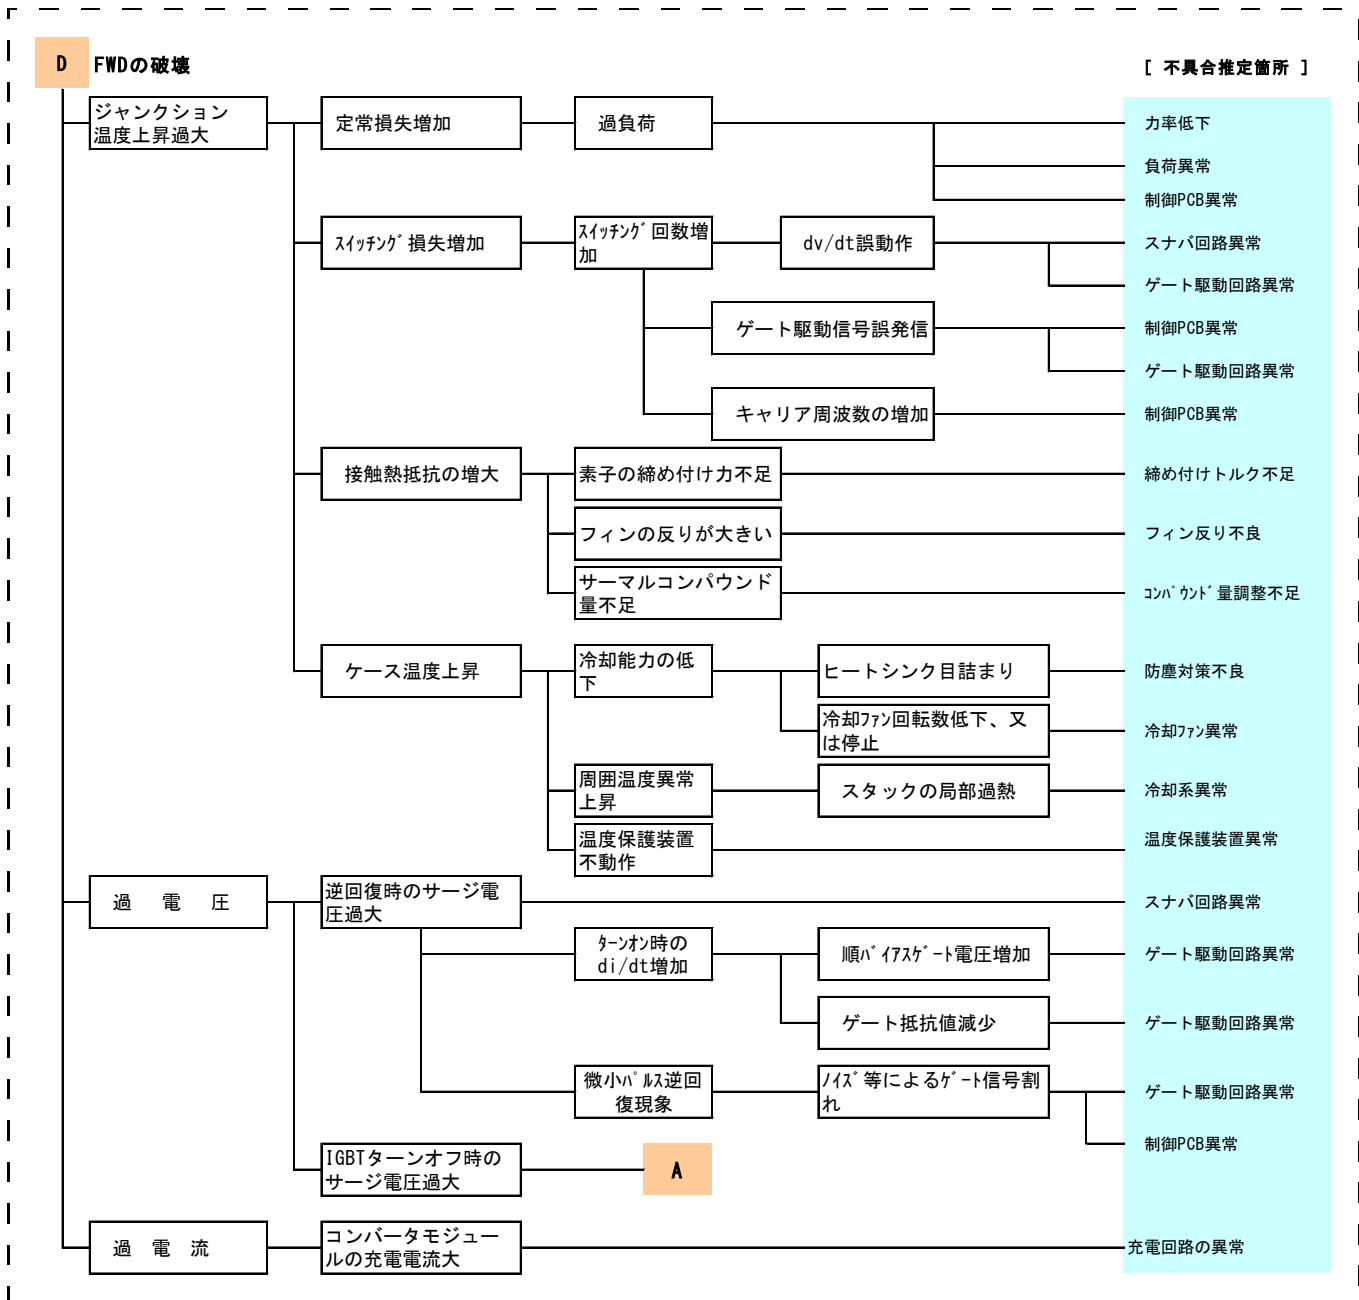 D FWDの破壊
[ 不具合推定箇所 ]
ジャンクション
温度上昇過大
定常損失増加
過負荷
力率低下
負荷異常
制御PCB異常
ｽｲｯﾁﾝｸﾞ損失増加
ｽｲｯﾁﾝｸﾞ回数増
加
dv/dt誤動作
スナバ回路異常
ゲート駆動回路異常
ゲート駆動信号誤発信
制御PCB異常
ゲート駆動回路異常
キャリア周波数の増加
制御PCB異常
接触熱抵抗の増大
素子の締め付け力不足
締め付けトルク不足
フィンの反りが大きい
フィン反り不良
サーマルコンパウンド
量不足
ｺﾝﾊﾟｳﾝﾄﾞ量調整不足
ケース温度上昇
冷却能力の低
下
ヒートシンク目詰まり
防塵対策不良
冷却ﾌｧﾝ回転数低下、又
は停止
冷却ﾌｧﾝ異常
周囲温度異常
上昇
スタックの局部過熱
冷却系異常
温度保護装置
不動作
温度保護装置異常
過 電 圧
逆回復時のサージ電
圧過大
スナバ回路異常
ﾀｰﾝｵﾝ時の
di/dt増加
順ﾊﾞｲｱｽｹﾞｰﾄ電圧増加
ゲート駆動回路異常
ゲート抵抗値減少
ゲート駆動回路異常
微小ﾊﾟﾙｽ逆回
復現象
ﾉｲｽﾞ等によるｹﾞｰﾄ信号割
れ
ゲート駆動回路異常
制御PCB異常
IGBTターンオフ時の
サージ電圧過大
A
過 電 流
コンバータモジュー
ルの充電電流大
充電回路の異常